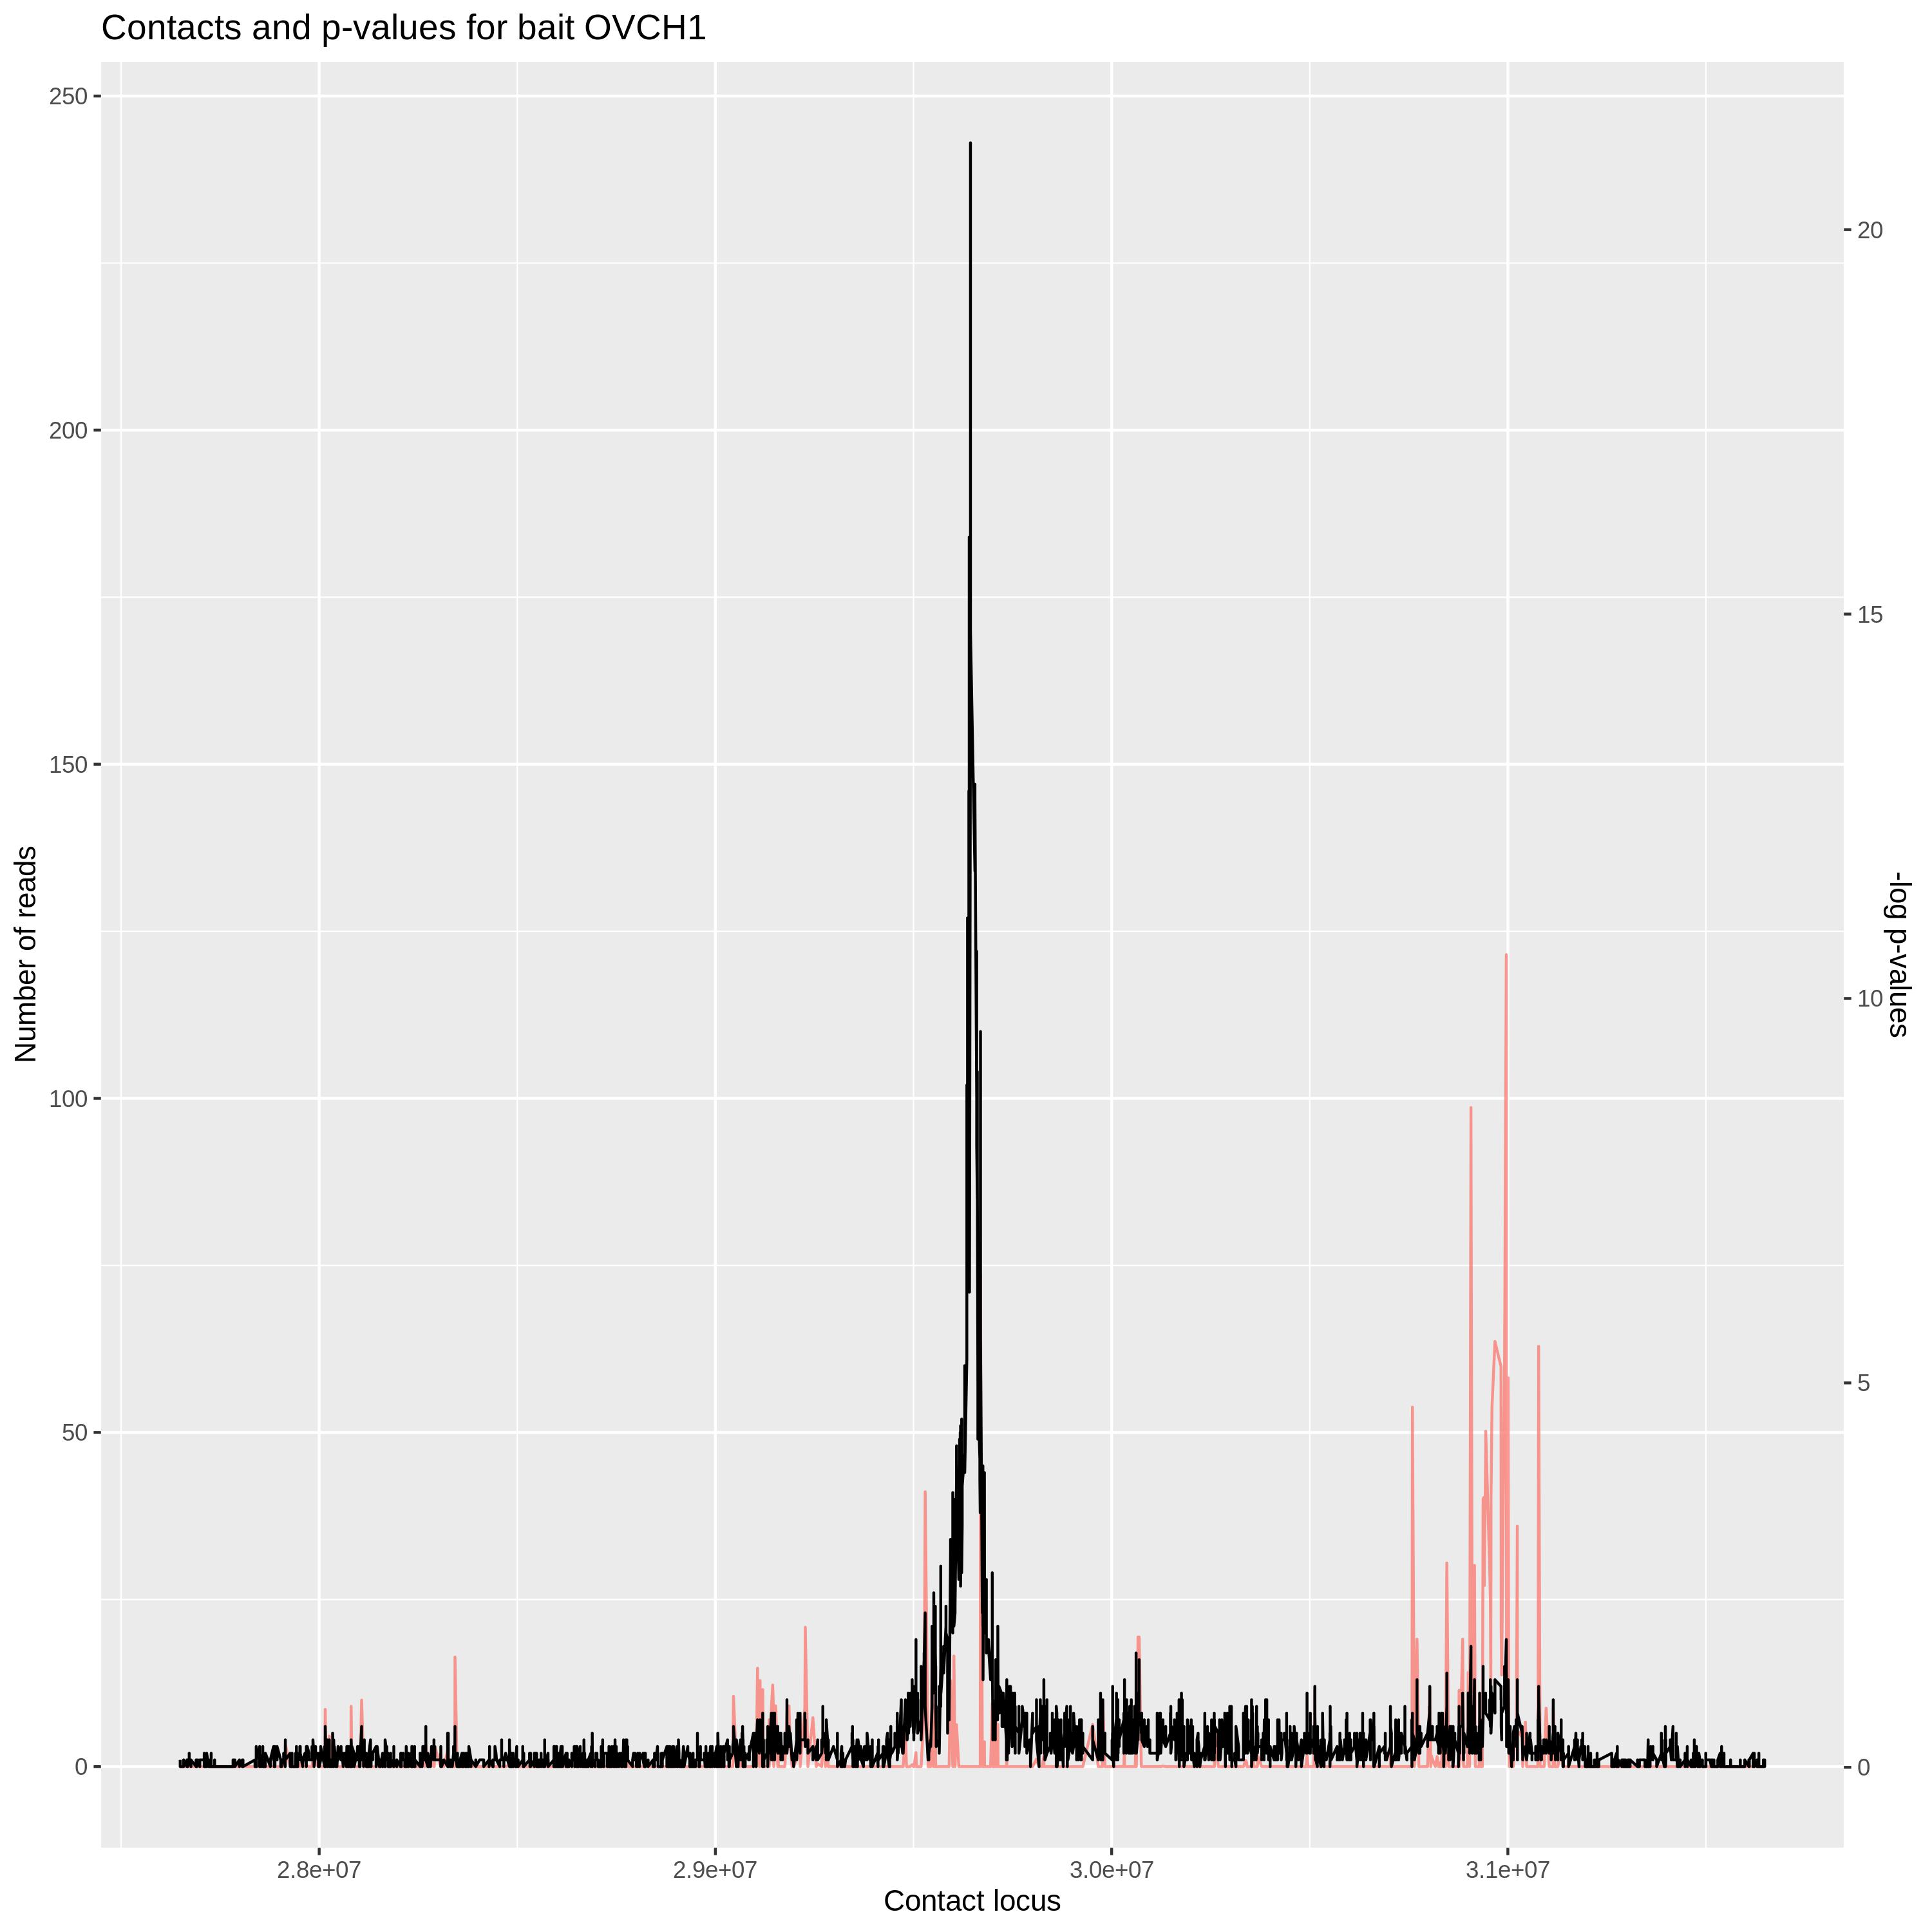 Contacts and p-values for bait OVCH1
250
200
150
100
50
0
Number of reads
20
15
10
5
0
-log p-values
2.8e+07
2.9e+07
3.0e+07
3.1e+07
Contact locus